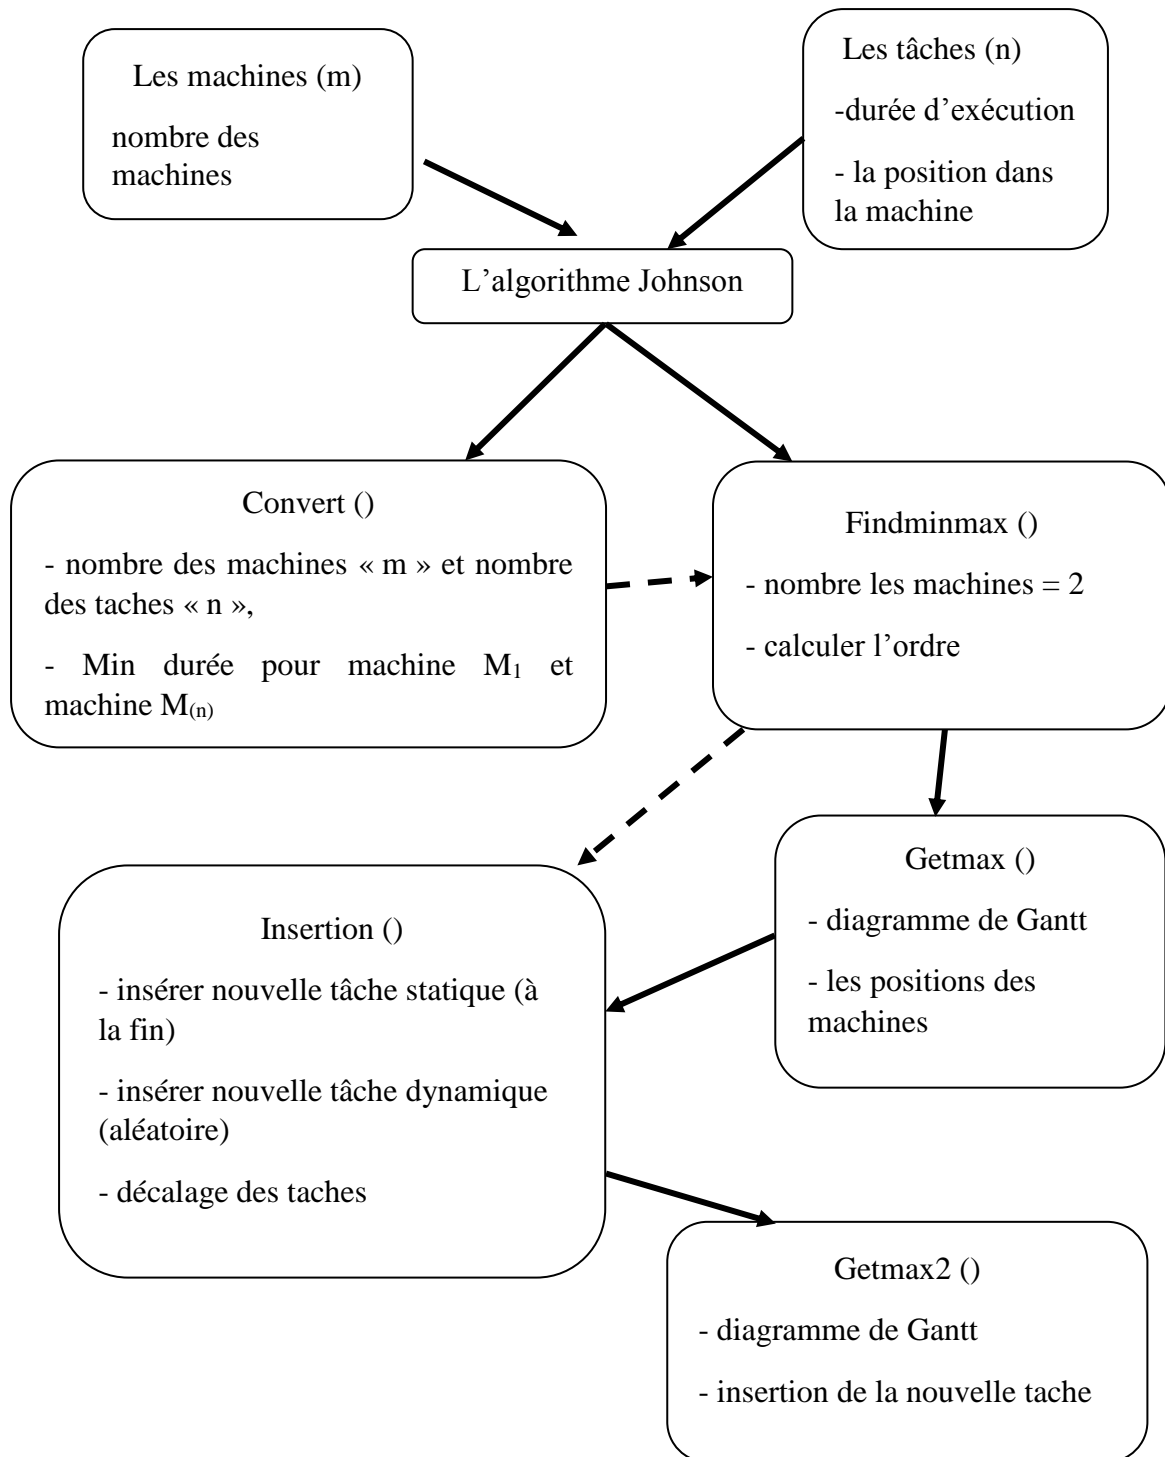 Les machines (m)
nombre des
machines
Les tâches (n)
-durée d’exécution
- la position dans
la machine
L’algorithme Johnson
Convert ()
- nombre des machines « m » et nombre
des taches « n »,
- Min durée pour machine M1 et
machine M(n)
Findminmax ()
- nombre les machines = 2
- calculer l’ordre
Getmax ()
- diagramme de Gantt
- les positions des
machines
Insertion ()
- insérer nouvelle tâche statique (à
la fin)
- insérer nouvelle tâche dynamique
(aléatoire)
- décalage des taches
Getmax2 ()
- diagramme de Gantt
- insertion de la nouvelle tache